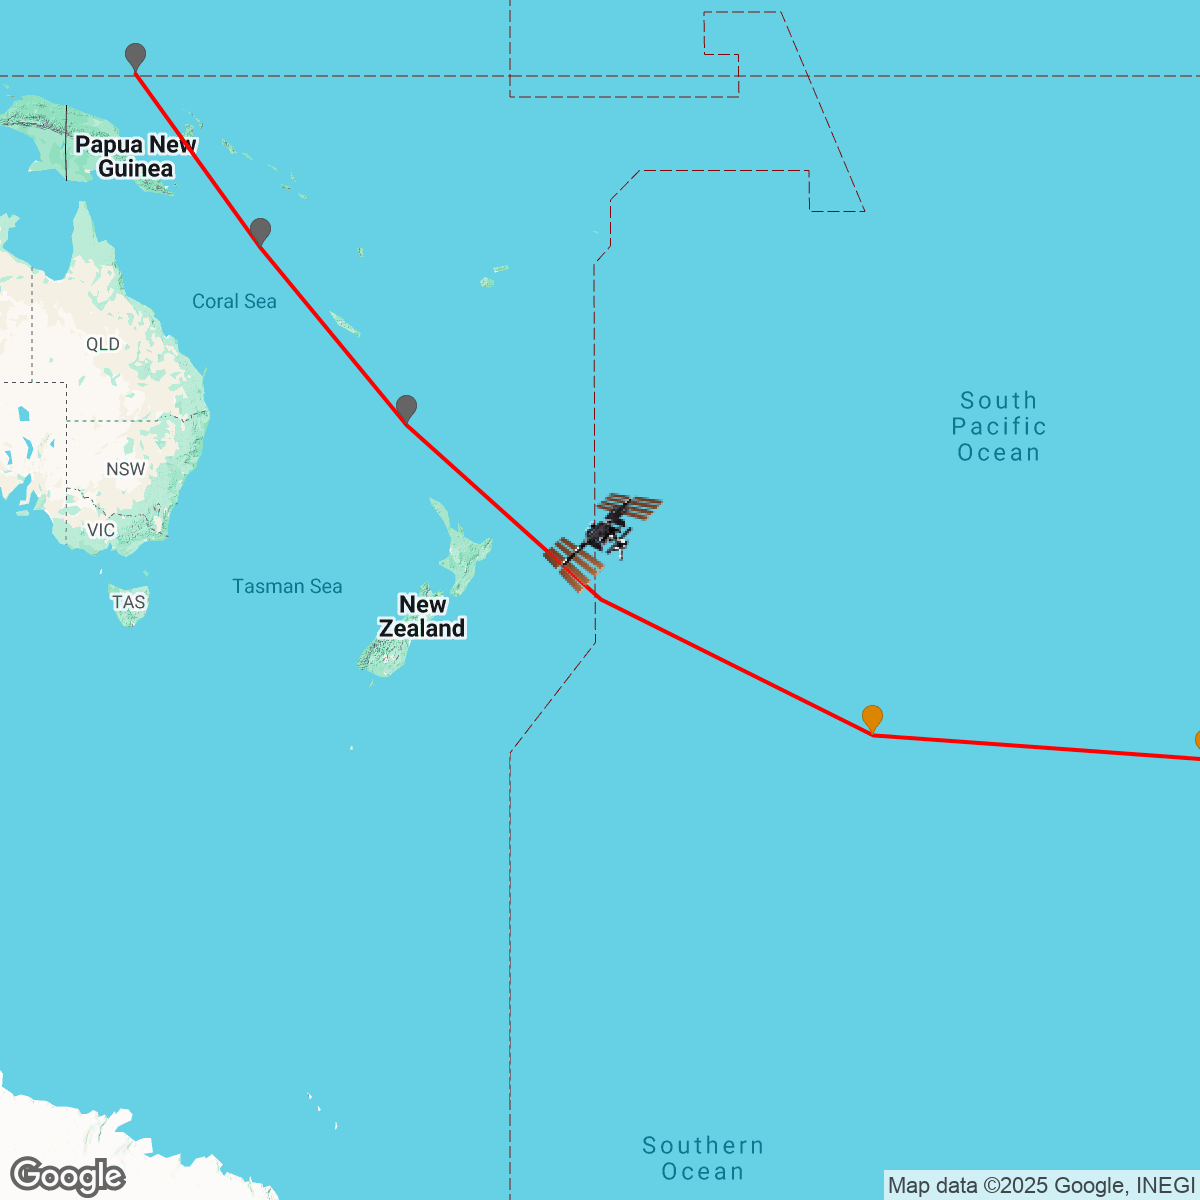 Papua New
Guinea
Coral Sea
QLD
South
Pacific
Ocean
NSW
VIC
Tasman Sea
TAS
New
Zealand
Southern
Ocean
Google
Map data ©2025 Google, INEGI